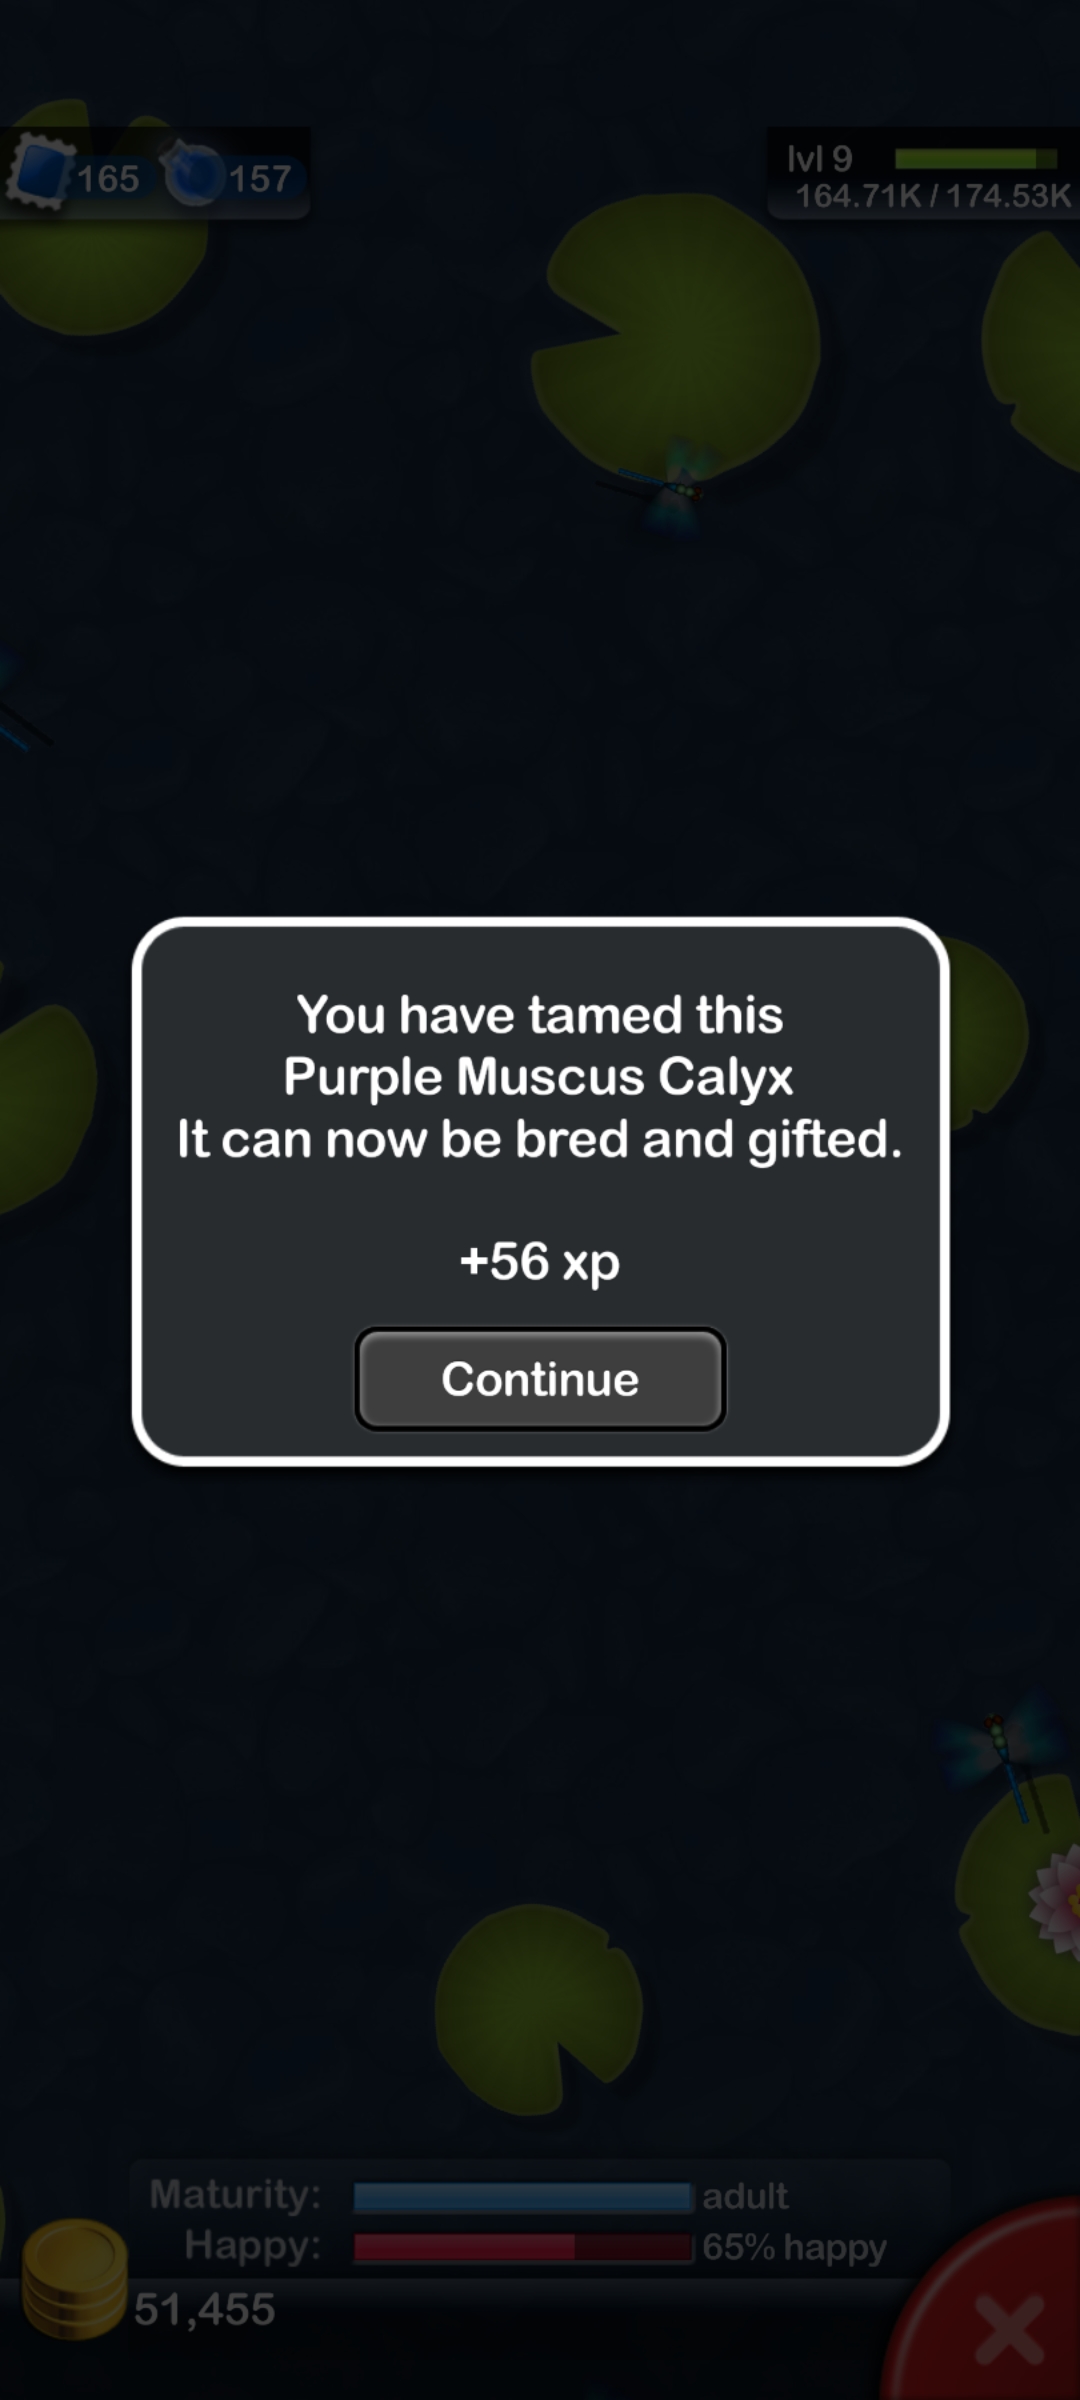 165 157
lvl 9
164.71K / 174.53K
You have tamed this
Purple Muscus Calyx
It can now be bred and gifted.
+56 xp
Continue
Maturity: adult
Happy: 65% happy
51,455